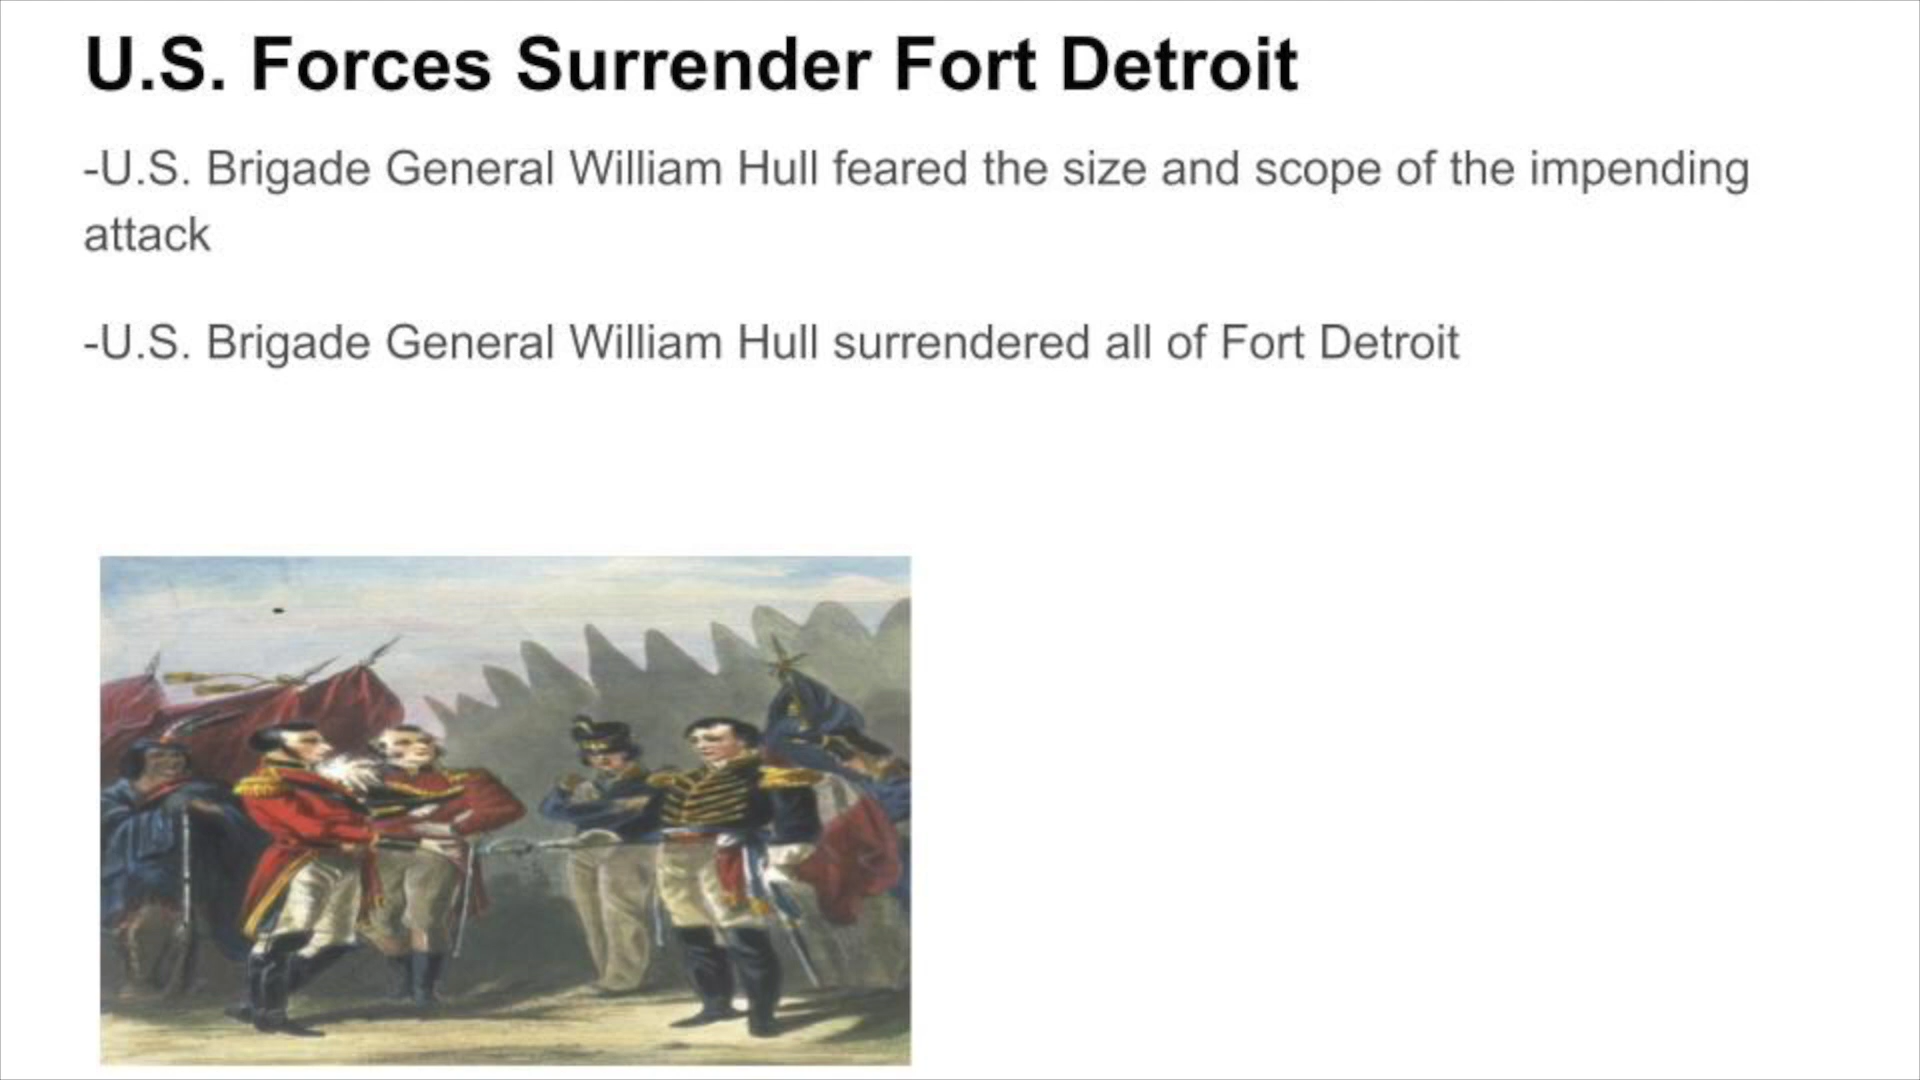 U.S. Forces Surrender Fort Detroit
-U.S. Brigade General William Hull feared the size and scope of the impending
attack
-U.S. Brigade General William Hull surrendered all of Fort Detroit